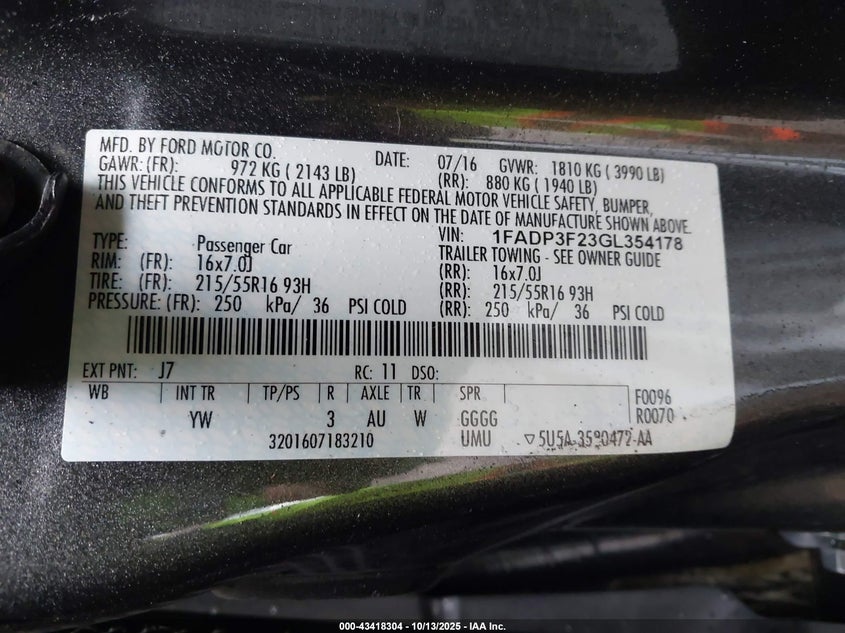 MFD. BY FORD MOTOR CO. DATE: 07/16 GVWR: 1810 KG ( 3990 LB)
GAWR: (FR): 972 KG ( 2143 LB) (RR): 880 KG ( 1940 LB)
THIS VEHICLE CONFORMS TO ALL APPLICABLE FEDERAL MOTOR VEHICLE SAFETY, BUMPER,
AND THEFT PREVENTION STANDARDS IN EFFECT ON THE DATE OF MANUFACTURE SHOWN ABOVE.
VIN: 1FADP3F23GL354178
TYPE: Passenger Car TRAILER TOWING - SEE OWNER GUIDE
RIM: (FR): 16x7.0J (RR): 16x7.0J
TIRE: (FR): 215/55R16 93H (RR): 215/55R16 93H
PRESSURE: (FR): 250 kPa/ 36 PSI COLD (RR): 250 kPa/ 36 PSI COLD
EXT PNT: J7 RC: 11 DSO:
WB INT TR TP/PS R AXLE TR SPR F0096
YW 3 AU W GGGG R0070
3201607183210 UMU ▽5U5A
000-43418304 | 10/13/2025 - IAA Inc.